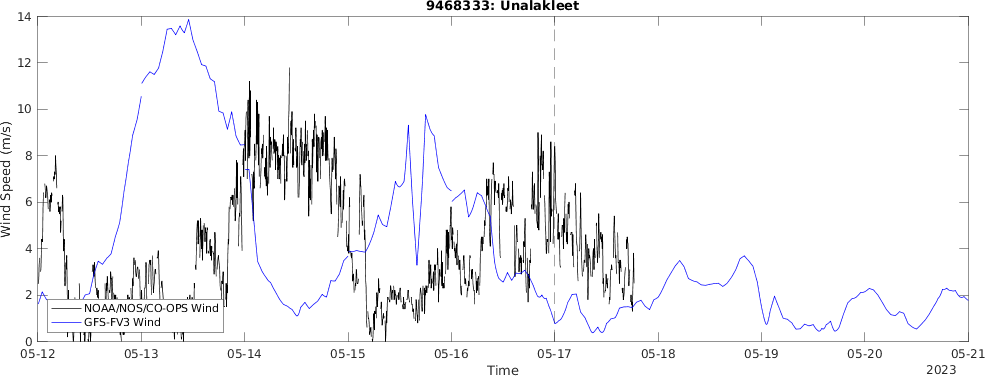 9468333: Unalakleet
Wind Speed (m/s)
14
12
10
8
6
4
2
0
NOAA/NOS/CO-OPS Wind
GFS-FV3 Wind
05-12 05-13 05-14 05-15 05-16 05-17 05-18 05-19 05-20 05-21
Time
2023